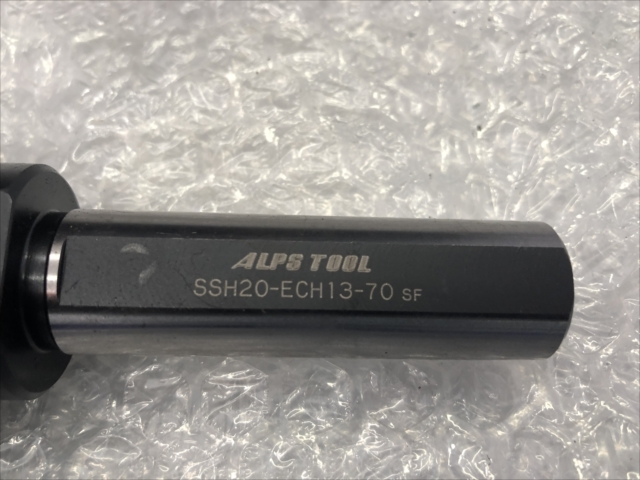 ALPS TOOL
SSH20-ECH13-70 SF